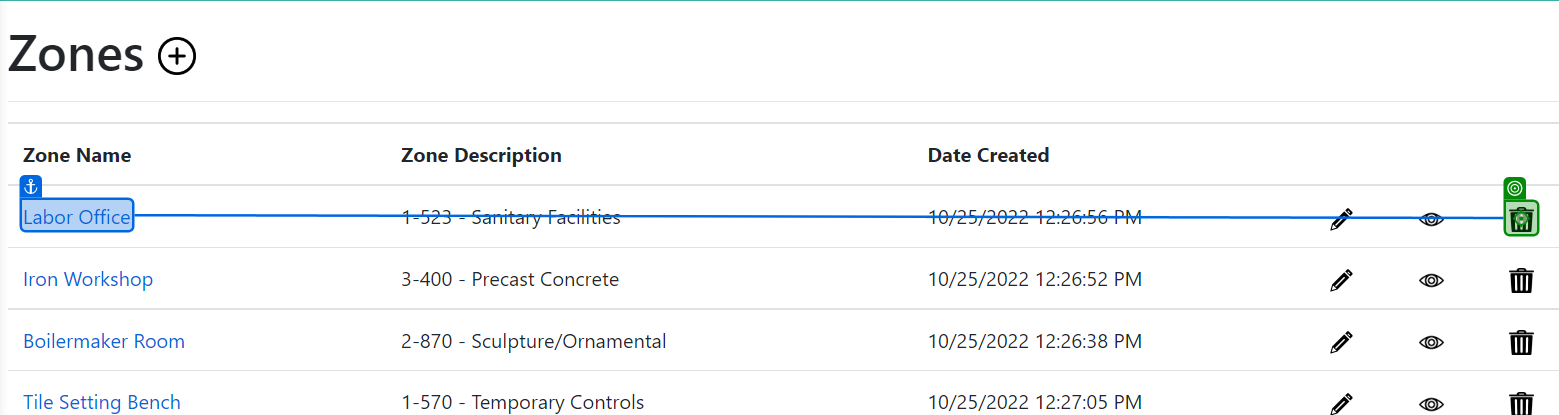 Zones
Zone Name Zone Description Date Created
Labor Office 1-523 - Sanitary Facilities 10/25/2022 12:26:56 PM
Iron Workshop 3-400 - Precast Concrete 10/25/2022 12:26:52 PM
Boilermaker Room 2-870 - Sculpture/Ornamental 10/25/2022 12:26:38 PM
Tile Setting Bench 1-570 - Temporary Controls 10/25/2022 12:27:05 PM